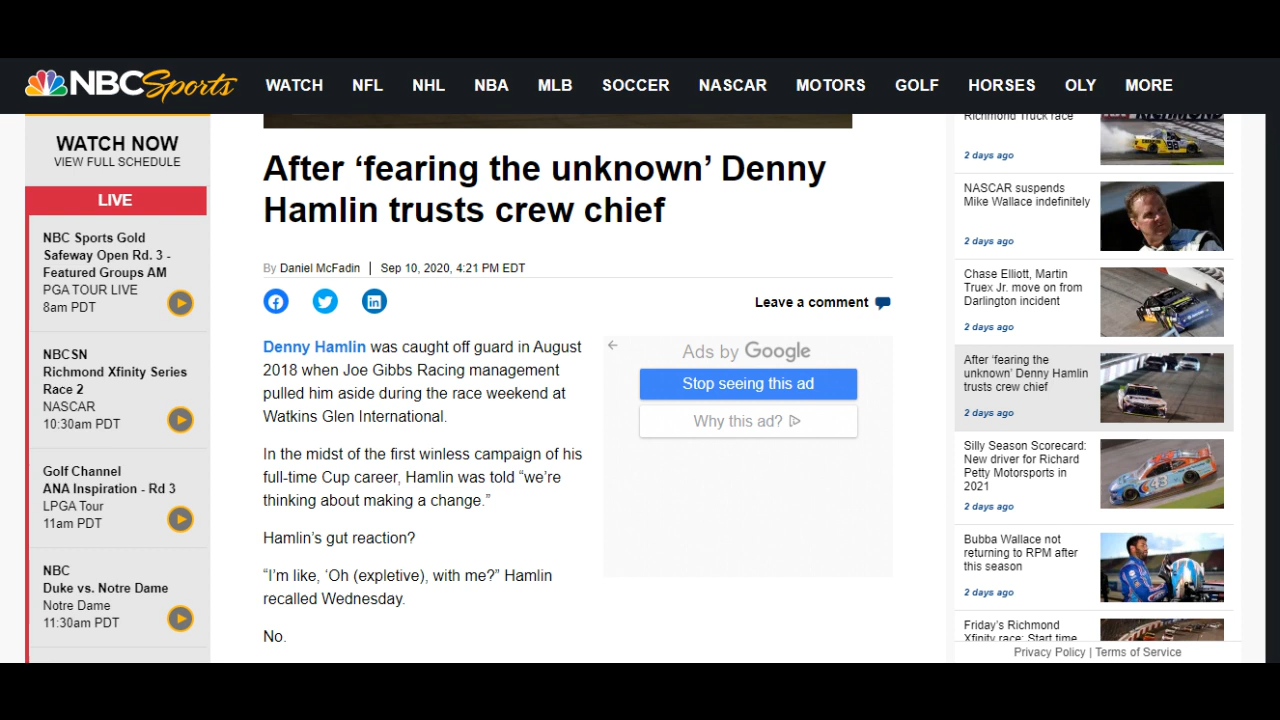 NBC Sports
WATCH NFL NHL NBA MLB SOCCER NASCAR MOTORS GOLF HORSES OLY MORE
WATCH NOW
VIEW FULL SCHEDULE
LIVE
NBC Sports Gold
Safeway Open Rd. 3 -
Featured Groups AM
PGA TOUR LIVE
8am PDT
NBCSN
Richmond Xfinity Series
Race 2
NASCAR
10:30am PDT
Golf Channel
ANA Inspiration - Rd 3
LPGA Tour
11am PDT
NBC
Duke vs. Notre Dame
Notre Dame
11:30am PDT
After ‘fearing the unknown’ Denny
Hamlin trusts crew chief
By Daniel McFadin | Sep 10, 2020, 4:21 PM EDT
Leave a comment
Denny Hamlin was caught off guard in August
2018 when Joe Gibbs Racing management
pulled him aside during the race weekend at
Watkins Glen International.
In the midst of the first winless campaign of his
full-time Cup career, Hamlin was told “we’re
thinking about making a change.”
Hamlin’s gut reaction?
“I’m like, ‘Oh (expletive), with me?” Hamlin
recalled Wednesday.
No.
Ads by Google
Stop seeing this ad
Why this ad?
Richmond Truck race
2 days ago
NASCAR suspends
Mike Wallace indefinitely
2 days ago
Chase Elliott, Martin
Truex Jr. move on from
Darlington incident
2 days ago
After ‘fearing the
unknown’ Denny Hamlin
trusts crew chief
2 days ago
Silly Season Scorecard:
New driver for Richard
Petty Motorsports in
2021
2 days ago
43
Bubba Wallace not
returning to RPM after
this season
2 days ago
Friday’s Richmond
Xfinity race: Start time,
Privacy Policy | Terms of Service